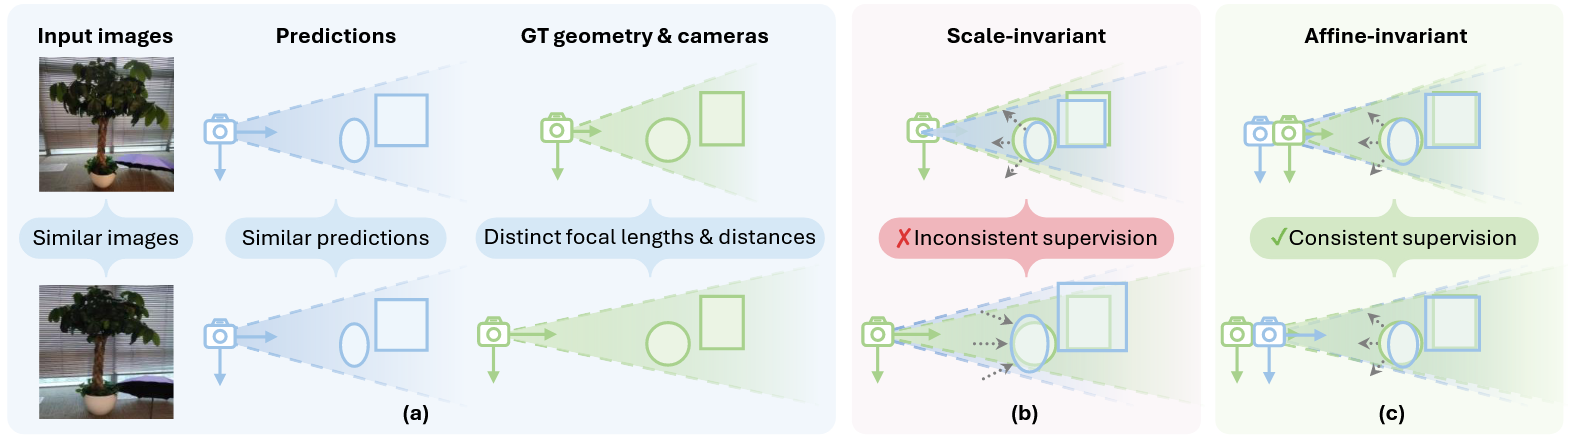 Input images
Predictions
GT geometry & cameras
Similar images
Similar predictions
Distinct focal lengths & distances
(a)
Scale-invariant
✗Inconsistent supervision
(b)
Affine-invariant
✓Consistent supervision
(c)